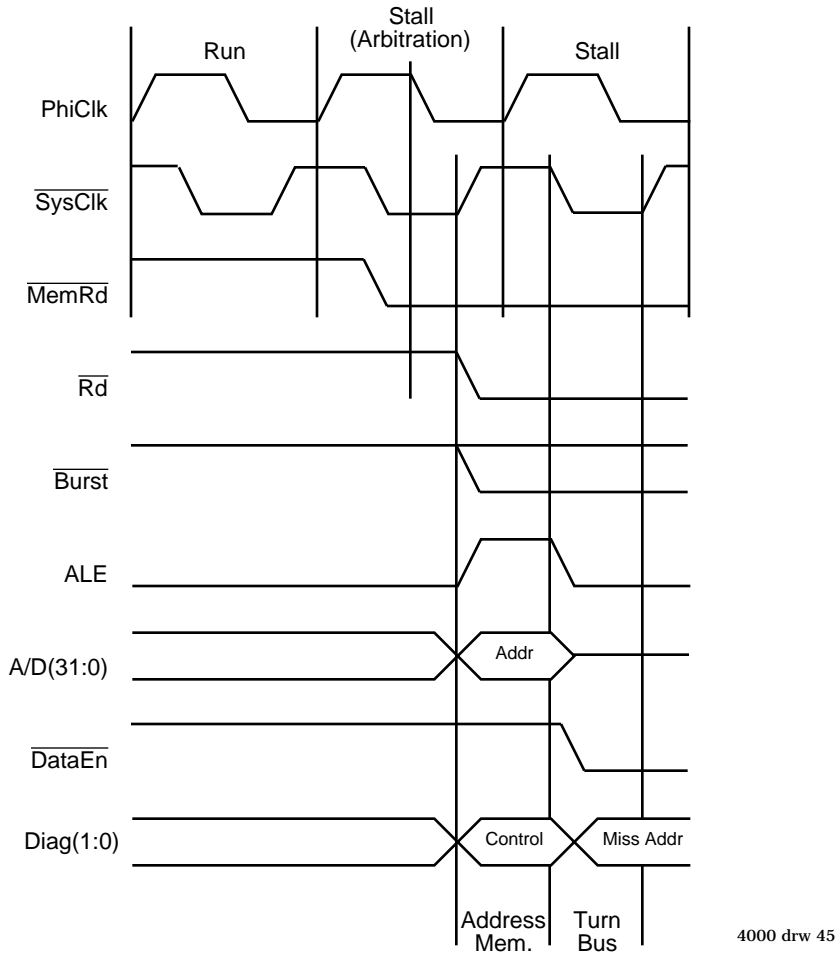 Stall
(Arbitration)
Run
Stall
PhiClk
SysClk
MemRd
Rd
Burst
ALE
A/D(31:0)
Addr
DataEn
Diag(1:0)
Control
Miss Addr
Address
Mem.
Turn
Bus
4000 drw 45